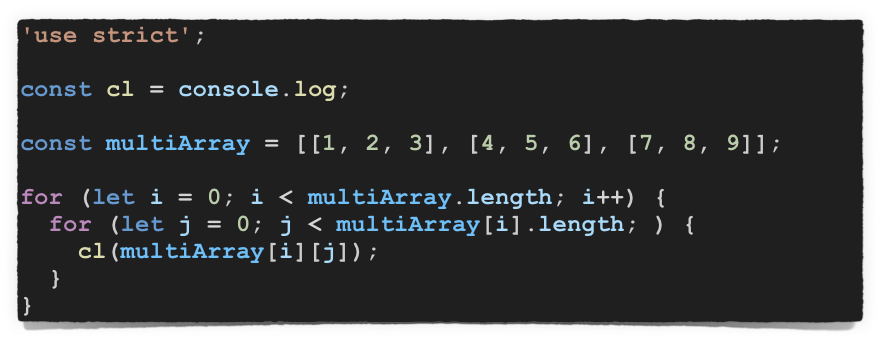 'use strict';
const cl = console.log;
const multiArray = [[1, 2, 3], [4, 5, 6], [7, 8, 9]];
for (let i = 0; i < multiArray.length; i++) {
  for (let j = 0; j < multiArray[i].length; ) {
    cl(multiArray[i][j]);
  }
}